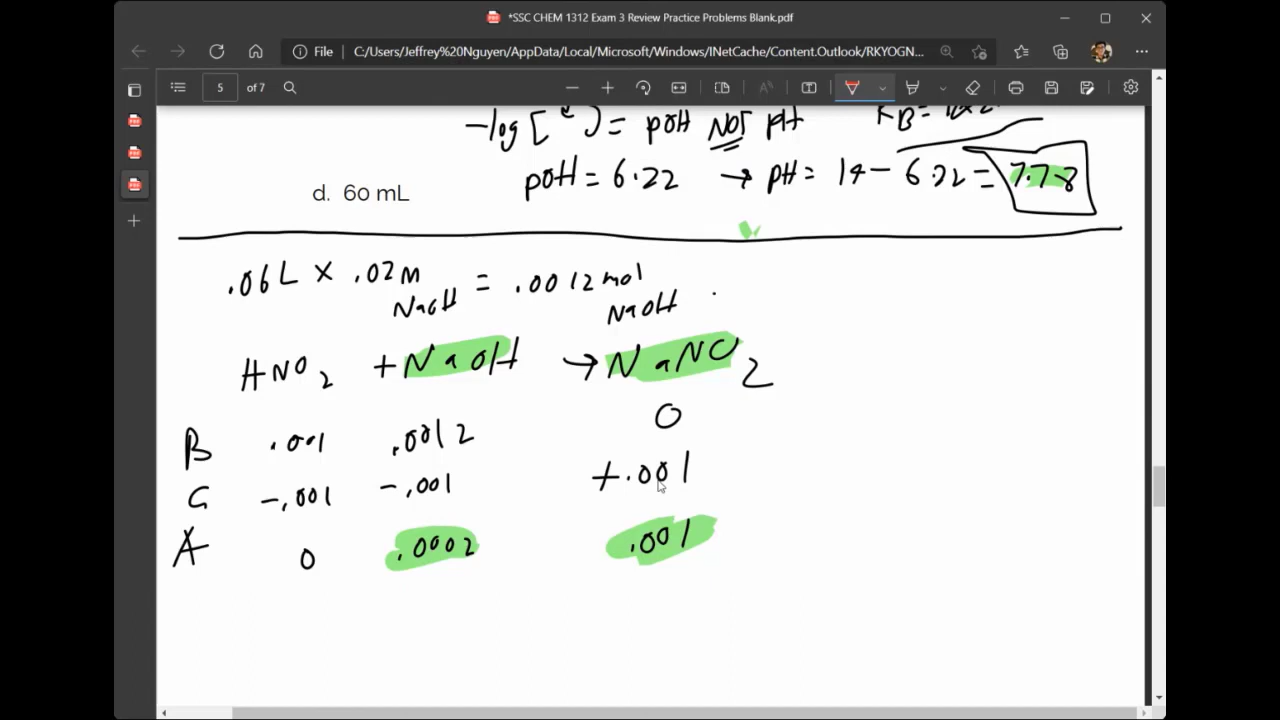 *SSC CHEM 1312 Exam 3 Review Practice Problems Blank.pdf
File C:/Users/Jeffrey%20Nguyen/AppData/Local/Microsoft/Windows/INetCache/Content.Outlook/RKYOGN...
5 of 7
-log [ ] = pOH NOT pH
pOH = 6.22 → pH = 14 - 6.22 = 7.78
d. 60 mL
.06L X .02M = .0012 mol
NaOH NaOH
HNO2 + NaOH → NaNO2
B .001 .0012 0
C -.001 -.001 +.001
A 0 .0002 .001